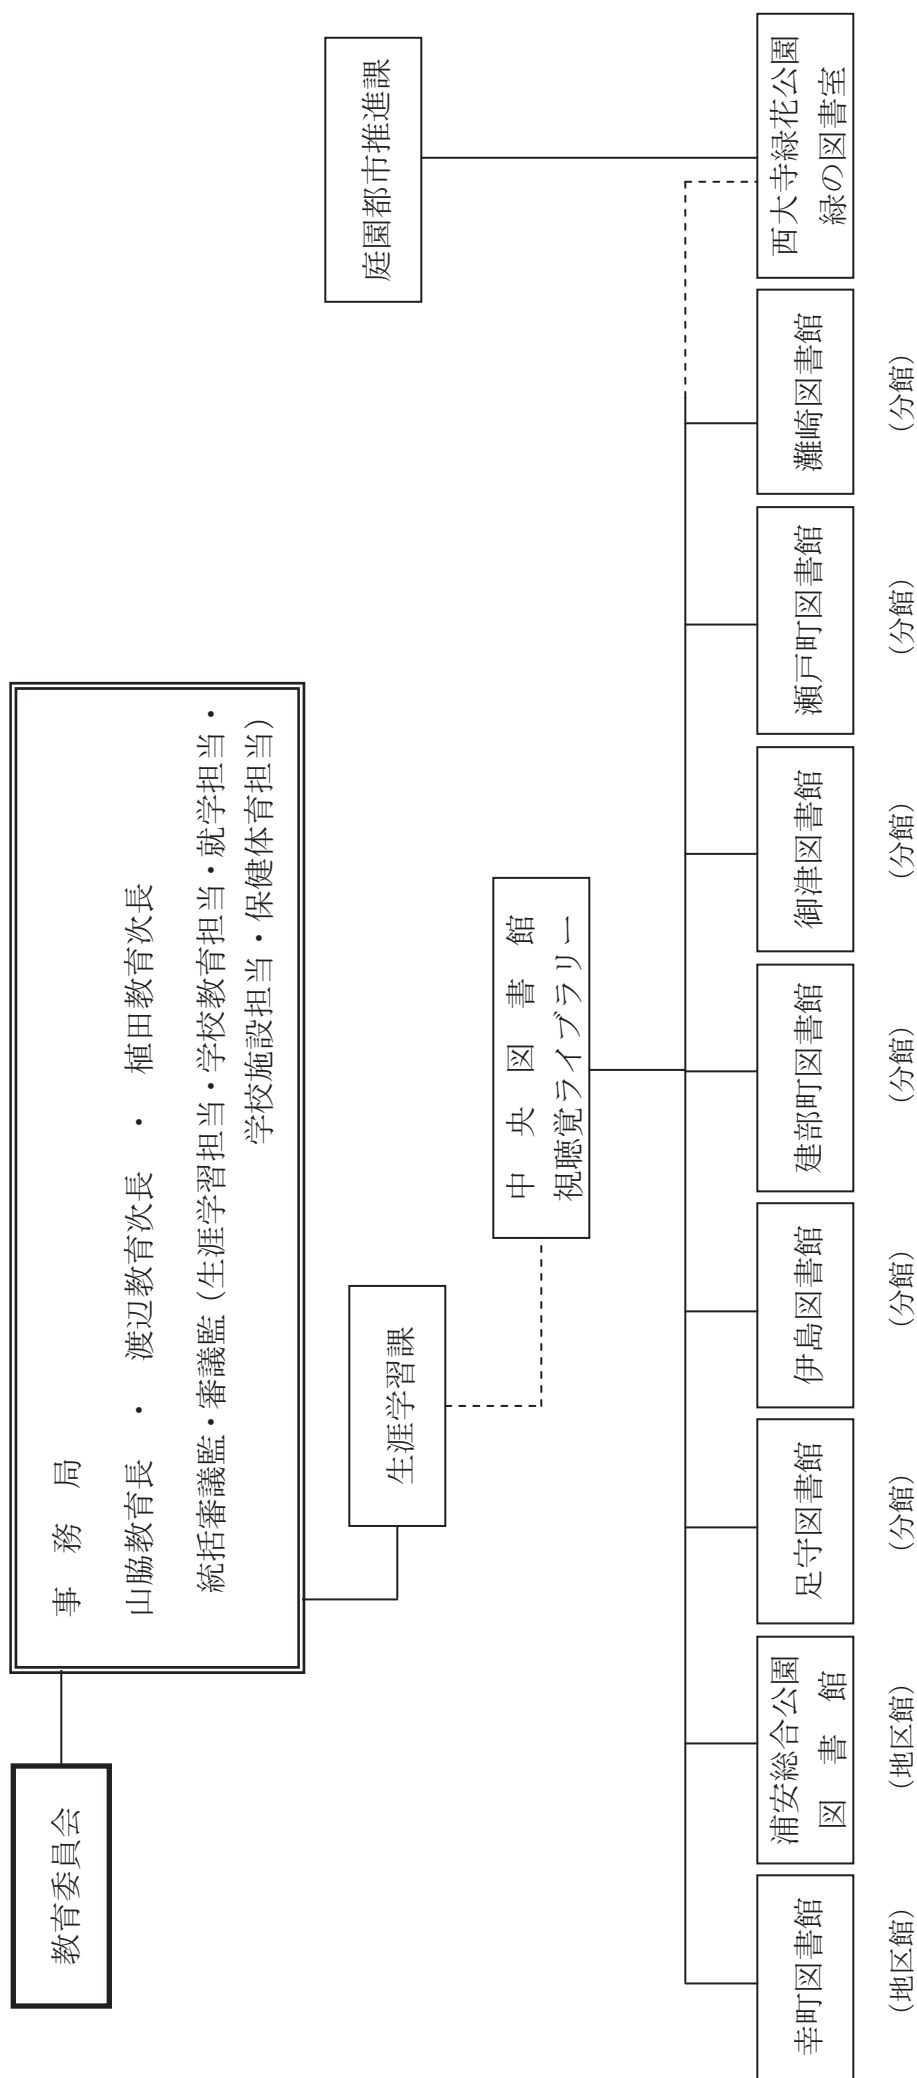 教育委員会
事務局
山脇教育長 ・ 渡辺教育次長 ・ 植田教育次長
統括審議監・審議監（生涯学習担当・学校教育担当・就学担当・
学校施設担当・保健体育担当）
生涯学習課
庭園都市推進課
中央図書館
視聴覚ライブラリー
幸町図書館
（地区館）
浦安総合公園
図書館
（地区館）
足守図書館
（分館）
伊島図書館
（分館）
建部町図書館
（分館）
御津図書館
（分館）
瀬戸町図書館
（分館）
灘崎図書館
（分館）
西大寺緑花公園
緑の図書室